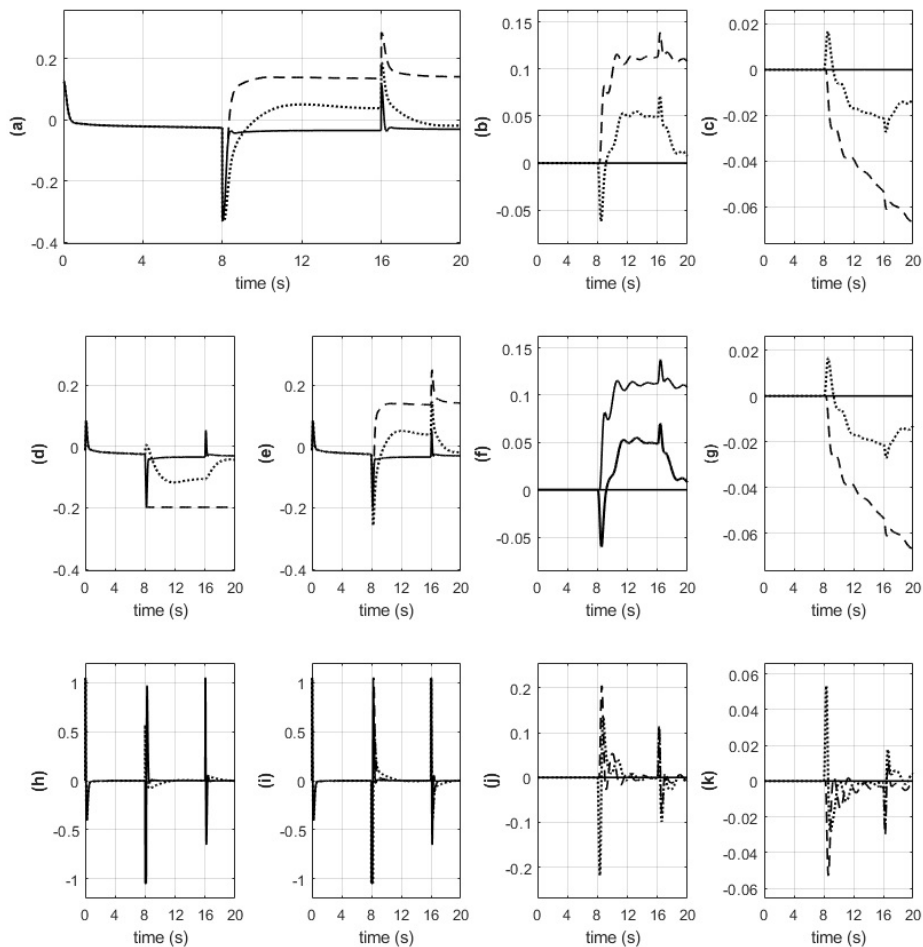 (a)
0.2
0
-0.2
-0.4
0 4 8 12 16 20
time (s)
(b)
0.15
0.1
0.05
0
-0.05
0 4 8 12 16 20
time (s)
(c)
0.02
0
-0.02
-0.04
-0.06
0 4 8 12 16 20
time (s)
(d)
0.2
0
-0.2
-0.4
0 4 8 12 16 20
time (s)
(e)
0.2
0
-0.2
-0.4
0 4 8 12 16 20
time (s)
(f)
0.15
0.1
0.05
0
-0.05
0 4 8 12 16 20
time (s)
(g)
0.02
0
-0.02
-0.04
-0.06
0 4 8 12 16 20
time (s)
(h)
1
0.5
0
-0.5
-1
0 4 8 12 16 20
time (s)
(i)
1
0.5
0
-0.5
-1
0 4 8 12 16 20
time (s)
(j)
0.2
0.1
0
-0.1
-0.2
0 4 8 12 16 20
time (s)
(k)
0.06
0.04
0.02
0
-0.02
-0.04
-0.06
0 4 8 12 16 20
time (s)